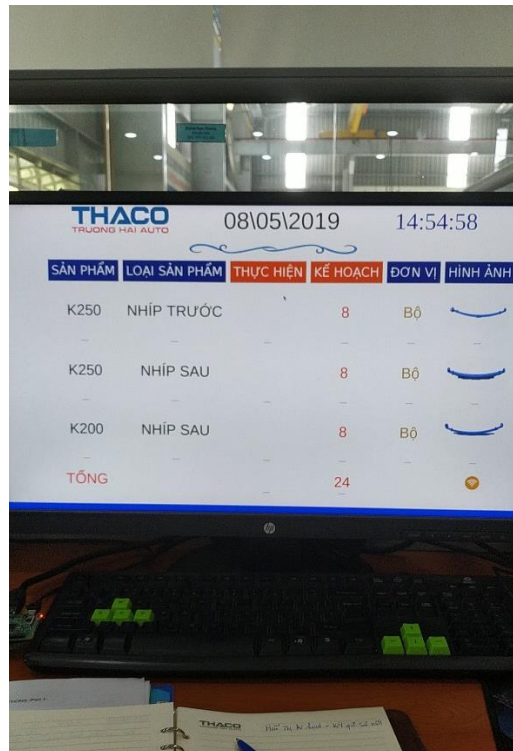 THACO
TRUONG HAI AUTO
08\05\2019
14:54:58
SẢN PHẨM LOẠI SẢN PHẨM THỰC HIỆN KẾ HOẠCH ĐƠN VỊ HÌNH ẢNH
K250 NHÍP TRƯỚC 8 Bộ
_ _ _ _ _
K250 NHÍP SAU 8 Bộ
_ _ _ _ _
K200 NHÍP SAU 8 Bộ
_ _ _ _ _ _
TỔNG 24
hp
THACO